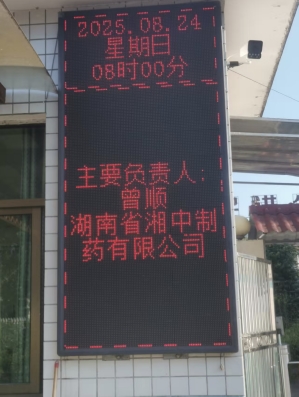 2025.08.24
星期日
08时00分
主要负责人:
曾顺
湖南省湘中制
药有限公司